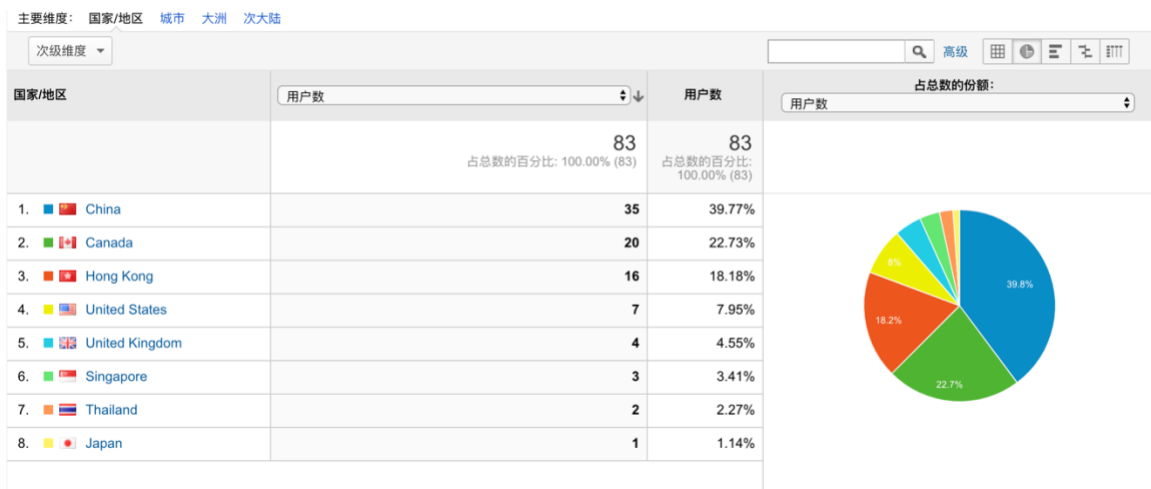 主要维度： 国家/地区 城市 大洲 次大陆
次级维度 高级
国家/地区 用户数 用户数 占总数的份额:
用户数
83 83
占总数的百分比: 100.00% (83) 占总数的百分比:
100.00% (83)
1. China 35 39.77%
2. Canada 20 22.73%
3. Hong Kong 16 18.18%
4. United States 7 7.95%
5. United Kingdom 4 4.55%
6. Singapore 3 3.41%
7. Thailand 2 2.27%
8. Japan 1 1.14%
8%
39.8%
18.2%
22.7%